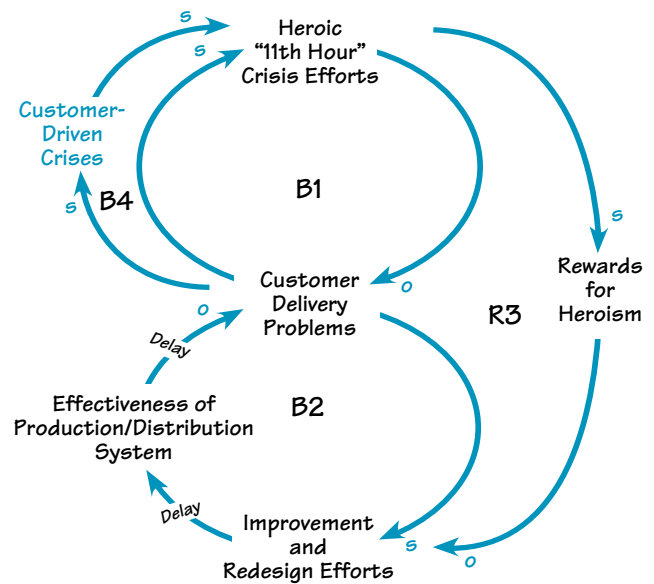 s
Heroic
“11th Hour”
Crisis Efforts
s
Customer-
Driven
Crises
s
B4
B1
s
Rewards
for
Heroism
Customer
Delivery
Problems
o
o
R3
Delay
Effectiveness of
Production/Distribution
System
B2
Delay
Improvement
and
Redesign Efforts
s
o